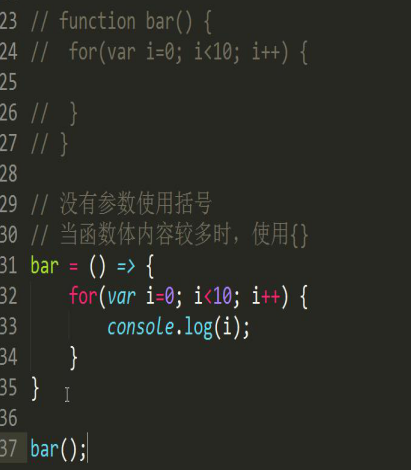 23 // function bar() {
24 //  for(var i=0; i<10; i++) {
25
26 //  }
27 // }
28
29 // 没有参数使用括号
30 // 当函数体内容较多时，使用{}
31 bar = () => {
32     for(var i=0; i<10; i++) {
33         console.log(i);
34     }
35 }
36
37 bar();